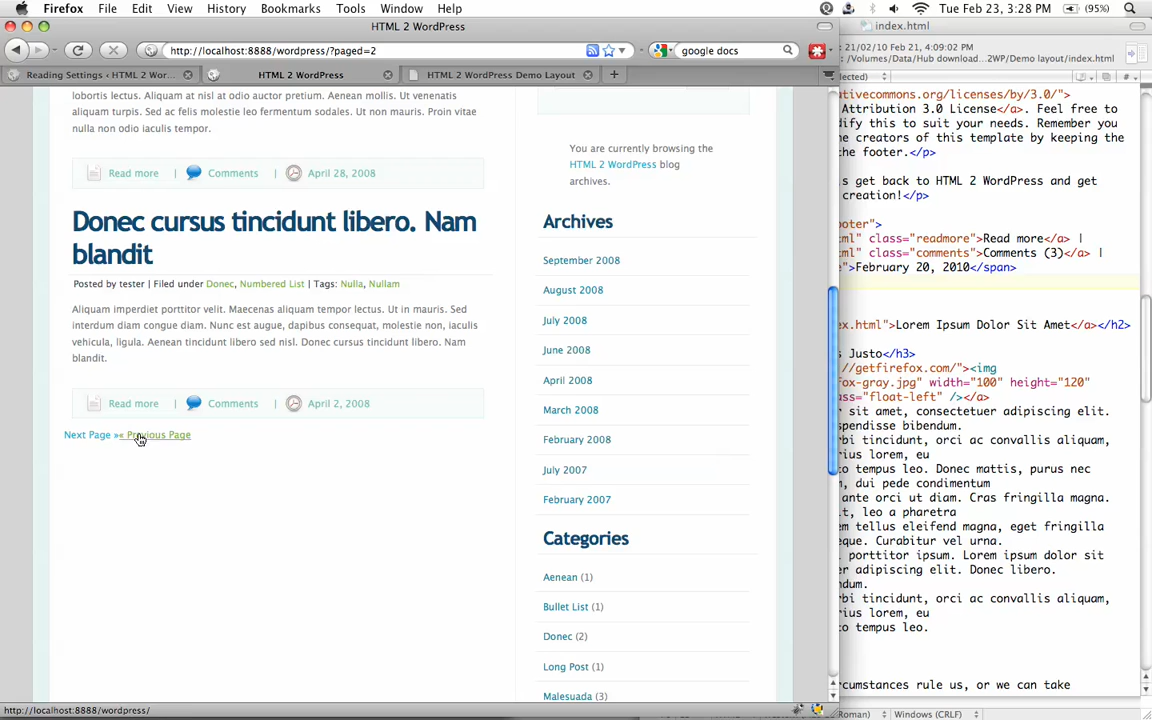 Firefox File Edit View History Bookmarks Tools Window Help Tue Feb 23, 3:28 PM (95%)
HTML 2 WordPress
http://localhost:8888/wordpress/?paged=2
google docs
Reading Settings ‹ HTML 2 Wor...
HTML 2 WordPress
HTML 2 WordPress Demo Layout
lobortis lectus. Aliquam at nisl at odio auctor pretium. Aenean mollis. Ut venenatis
aliquam turpis. Sed ac felis molestie leo fermentum sodales. Ut non mauris. Proin vitae
nulla non odio iaculis tempor.
Read more | Comments | April 28, 2008
Donec cursus tincidunt libero. Nam
blandit
Posted by tester | Filed under Donec, Numbered List | Tags: Nulla, Nullam
Aliquam imperdiet porttitor velit. Maecenas aliquam tempor lectus. Ut in mauris. Sed
interdum diam congue diam. Nunc est augue, dapibus consequat, molestie non, iaculis
vehicula, ligula. Aenean tincidunt libero sed nisl. Donec cursus tincidunt libero. Nam
blandit.
Read more | Comments | April 2, 2008
Next Page »« Previous Page
You are currently browsing the
HTML 2 WordPress blog
archives.
Archives
September 2008
August 2008
July 2008
June 2008
April 2008
March 2008
February 2008
July 2007
February 2007
Categories
Aenean (1)
Bullet List (1)
Donec (2)
Long Post (1)
Malesuada (3)
http://localhost:8888/wordpress/
index.html
21/02/10 Feb 21, 4:09:02 PM
/Volumes/Data/Hub download...2WP/Demo layout/index.html
lected)
ativecommons.org/licenses/by/3.0/">
Attribution 3.0 License</a>. Feel free to
dify this to suit your needs. Remember you
he creators of this template by keeping the
the footer.</p>
s get back to HTML 2 WordPress and get
creation!</p>
ooter">
ml" class="readmore">Read more</a> |
ml" class="comments">Comments (3)</a> |
e">February 20, 2010</span>
ex.html">Lorem Ipsum Dolor Sit Amet</a></h2>
s Justo</h3>
//getfirefox.com/"><img
fox-gray.jpg" width="100" height="120"
ass="float-left" /></a>
r sit amet, consectetuer adipiscing elit.
spendisse bibendum.
rbi tincidunt, orci ac convallis aliquam,
rius lorem, eu
co tempus leo. Donec mattis, purus nec
m, dui pede condimentum
ante orci ut diam. Cras fringilla magna.
it, leo a pharetra
em tellus eleifend magna, eget fringilla
eque. Curabitur vel urna.
porttitor ipsum. Lorem ipsum dolor sit
er adipiscing elit. Donec libero.
ndum.
rbi tincidunt, orci ac convallis aliquam,
rius lorem, eu
co tempus leo.
cumstances rule us, or we can take
Roman)
Windows (CRLF)